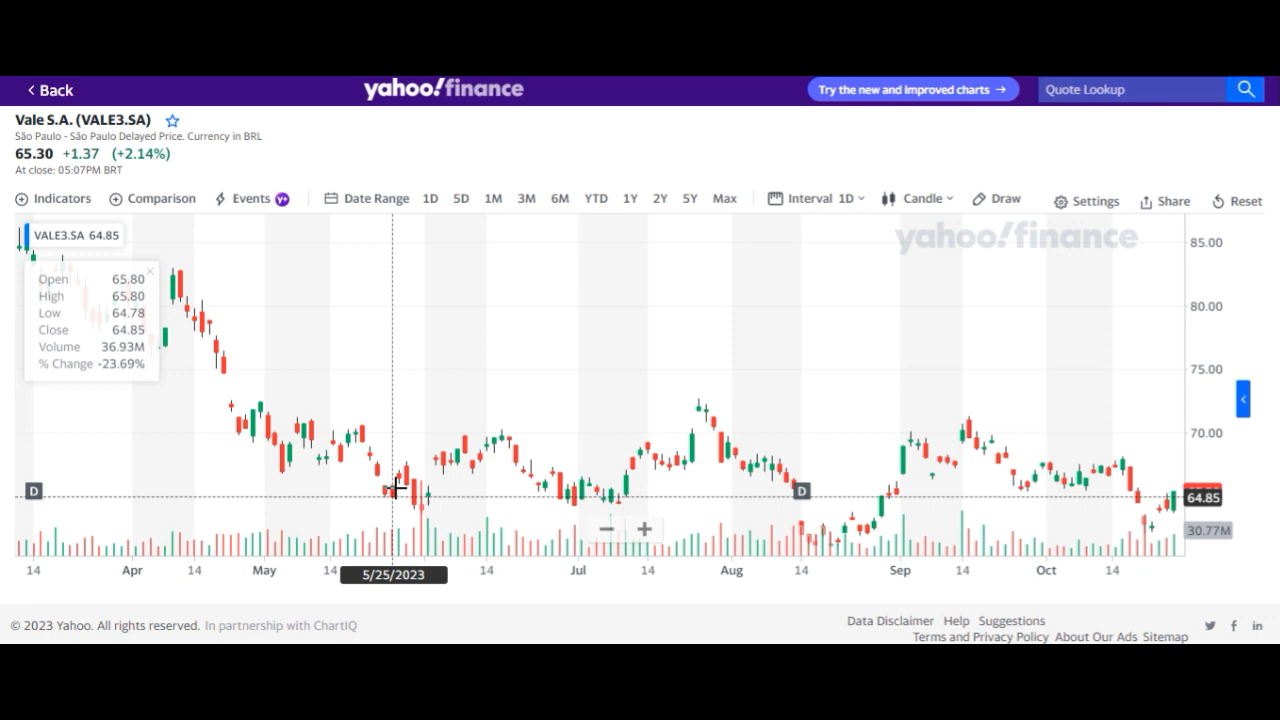 < Back
yahoo!finance
Try the new and improved charts →
Quote Lookup
Vale S.A. (VALE3.SA)
São Paulo - São Paulo Delayed Price. Currency in BRL
65.30 +1.37 (+2.14%)
At close: 05:07PM BRT
Indicators Comparison Events Y+ Date Range 1D 5D 1M 3M 6M YTD 1Y 2Y 5Y Max Interval 1D Candle Draw Settings Share Reset
VALE3.SA 64.85
yahoo!finance
85.00
Open 65.80
High 65.80
Low 64.78
Close 64.85
Volume 36.93M
% Change -23.69%
80.00
75.00
70.00
D
D
64.85
30.77M
14 Apr 14 May 14 5/25/2023 14 Jul 14 Aug 14 Sep 14 Oct 14
© 2023 Yahoo. All rights reserved. In partnership with ChartIQ
Data Disclaimer Help Suggestions
Terms and Privacy Policy About Our Ads Sitemap